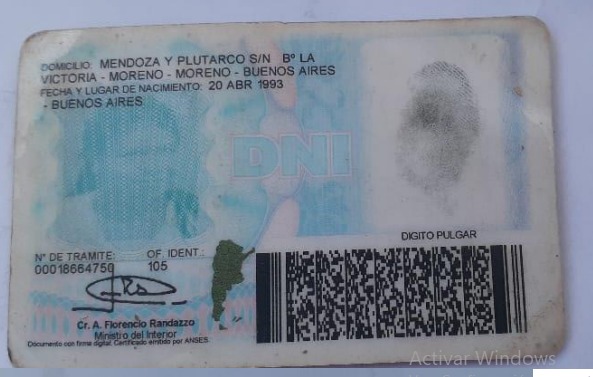 DOMICILIO: MENDOZA Y PLUTARCO S/N Bº LA
VICTORIA - MORENO - MORENO - BUENOS AIRES
FECHA Y LUGAR DE NACIMIENTO: 20 ABR 1993
- BUENOS AIRES
DNI
DIGITO PULGAR
Nº DE TRAMITE: OF. IDENT.:
00018664750 105
Cr. A. Florencio Randazzo
Ministro del Interior
Documento con firma digital. Certificado emitido por ANSES.
Activar Windows